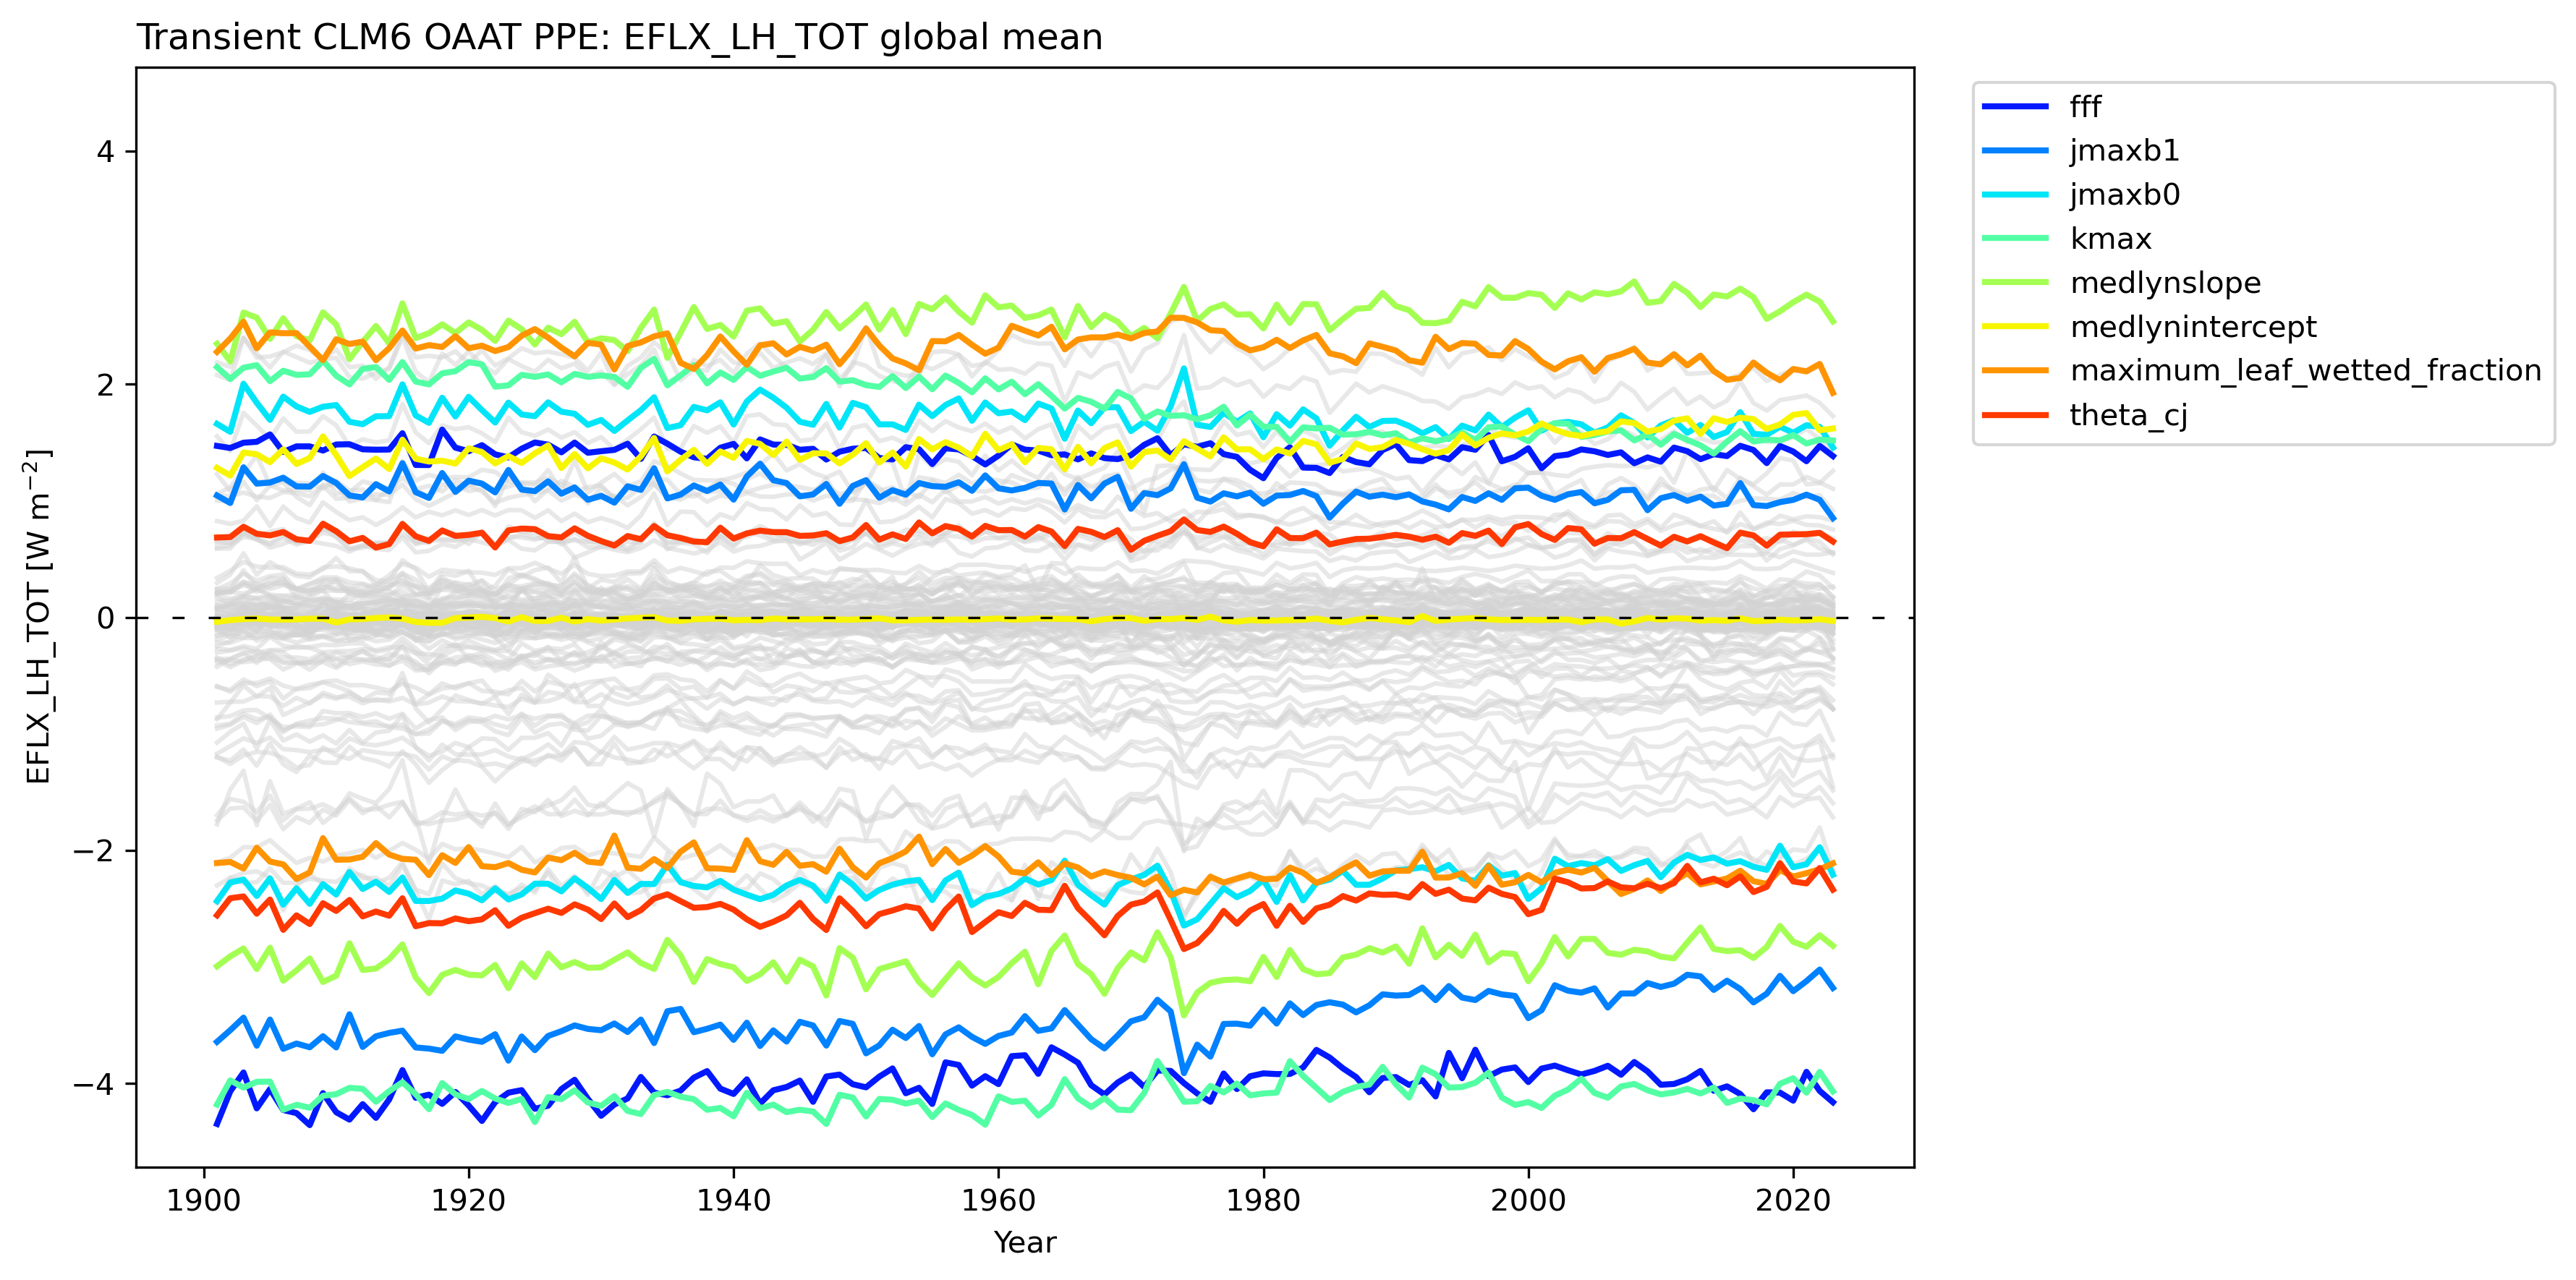 Transient CLM6 OAAT PPE: EFLX_LH_TOT global mean
EFLX_LH_TOT [W m⁻²]
4
2
0
−2
−4
1900
1920
1940
1960
1980
2000
2020
Year
fff
jmaxb1
jmaxb0
kmax
medlynslope
medlynintercept
maximum_leaf_wetted_fraction
theta_cj